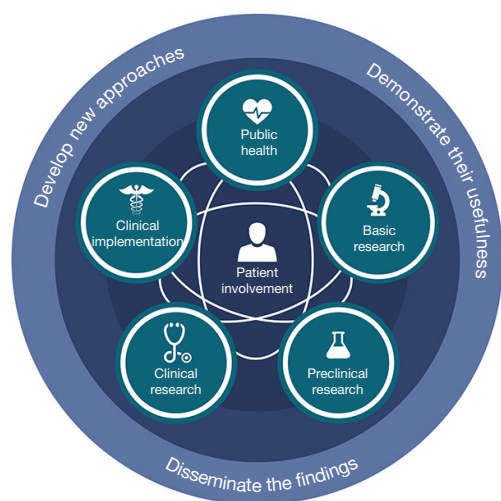 Develop new approaches
Demonstrate their usefulness
Public
health
Clinical
implementation
Basic
research
Patient
involvement
Clinical
research
Preclinical
research
Disseminate the findings